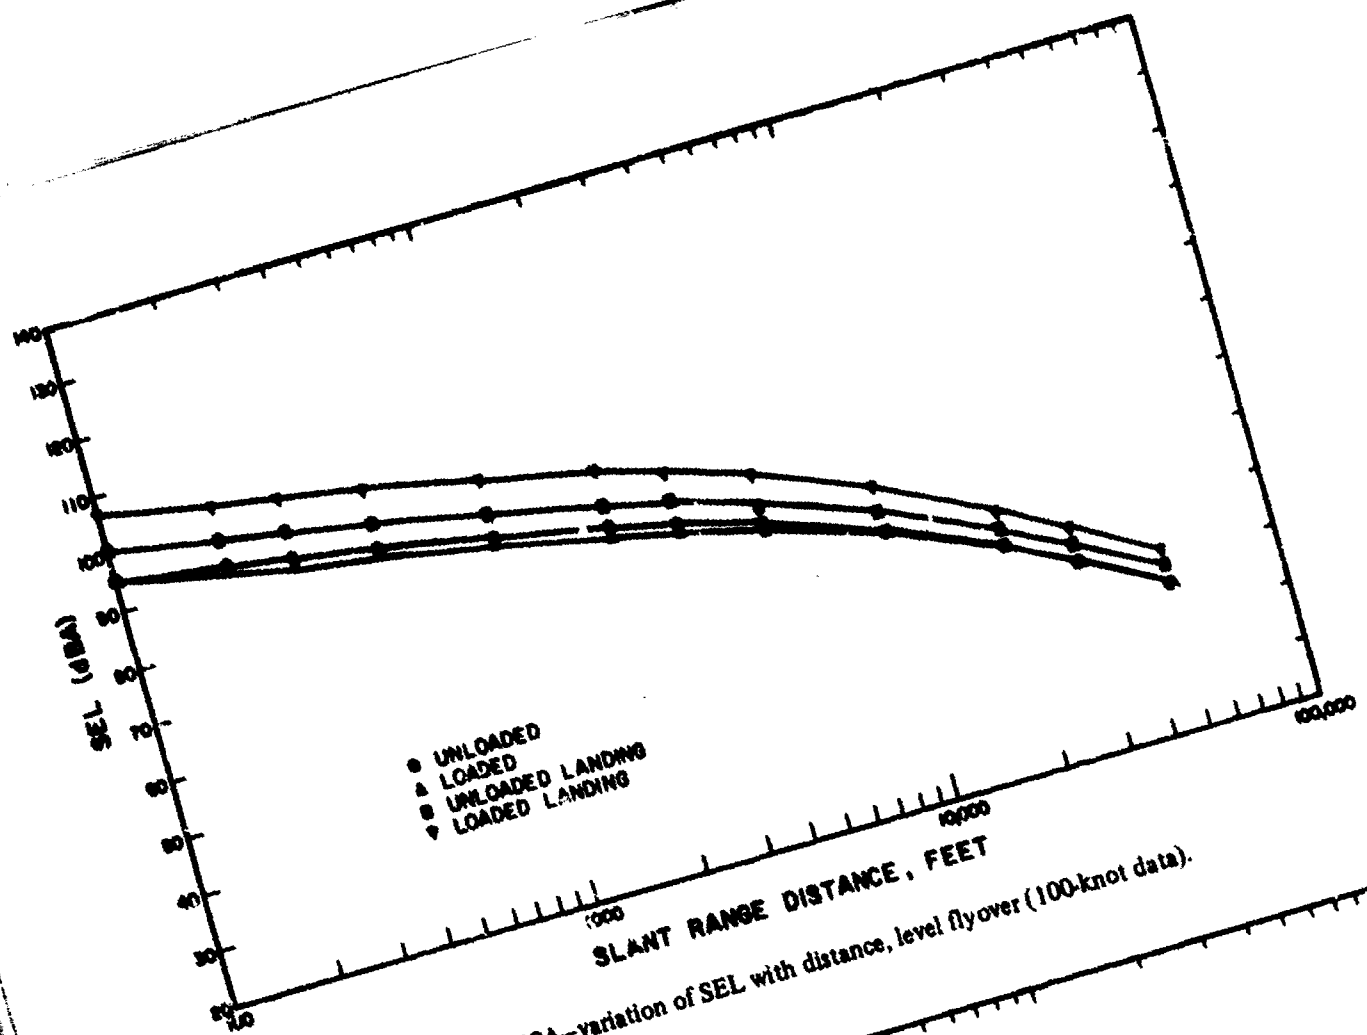 140
130
120
110
100
90
80
70
60
50
40
30
20
SEL (dBA)
● UNLOADED
▲ LOADED
■ UNLOADED LANDING
▼ LOADED LANDING
100
1000
10,000
100,000
SLANT RANGE DISTANCE, FEET
variation of SEL with distance, level flyover (100-knot data).